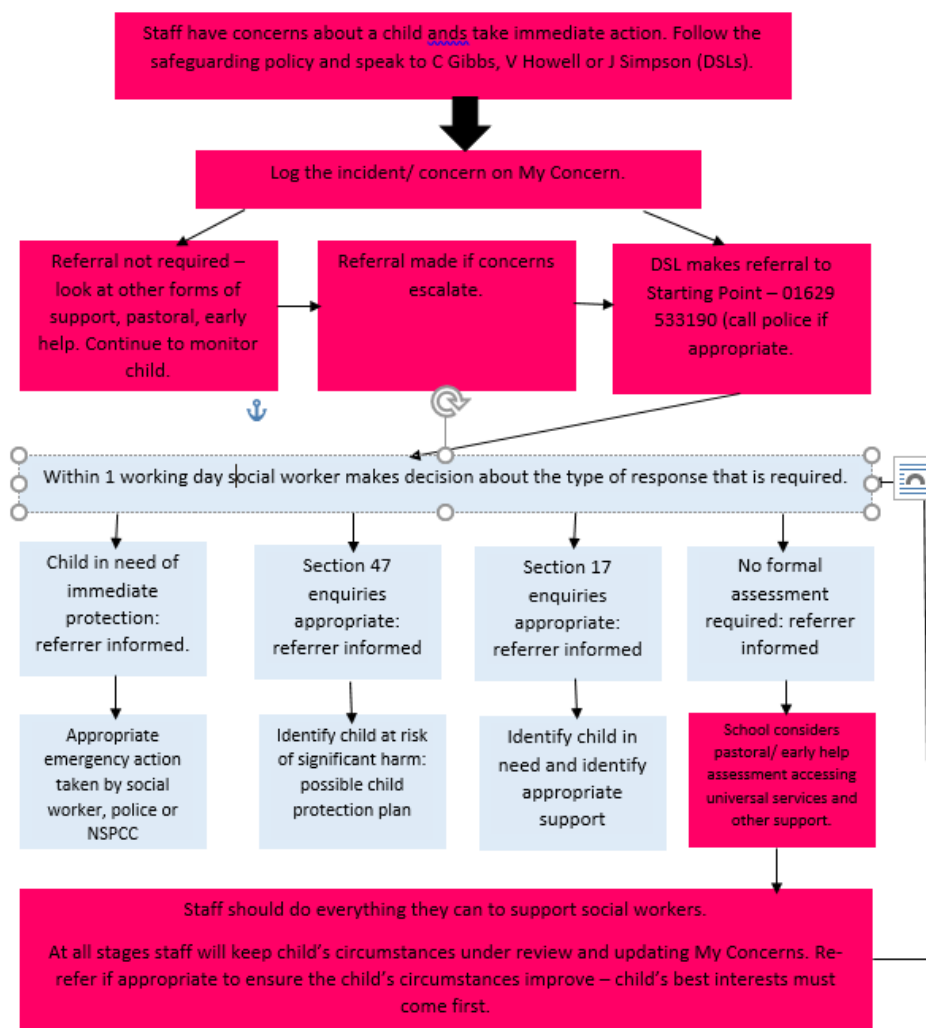 Staff have concerns about a child ands take immediate action. Follow the
safeguarding policy and speak to C Gibbs, V Howell or J Simpson (DSLs).
Log the incident/ concern on My Concern.
Referral not required –
look at other forms of
support, pastoral, early
help. Continue to monitor
child.
Referral made if concerns
escalate.
DSL makes referral to
Starting Point – 01629
533190 (call police if
appropriate.
Within 1 working day social worker makes decision about the type of response that is required.
Child in need of
immediate
protection:
referrer informed.
Section 47
enquiries
appropriate:
referrer informed
Section 17
enquiries
appropriate:
referrer informed
No formal
assessment
required: referrer
informed
Appropriate
emergency action
taken by social
worker, police or
NSPCC
Identify child at risk
of significant harm:
possible child
protection plan
Identify child in
need and identify
appropriate
support
School considers
pastoral/ early help
assessment accessing
universal services and
other support.
Staff should do everything they can to support social workers.
At all stages staff will keep child's circumstances under review and updating My Concerns. Re-
refer if appropriate to ensure the child's circumstances improve – child's best interests must
come first.